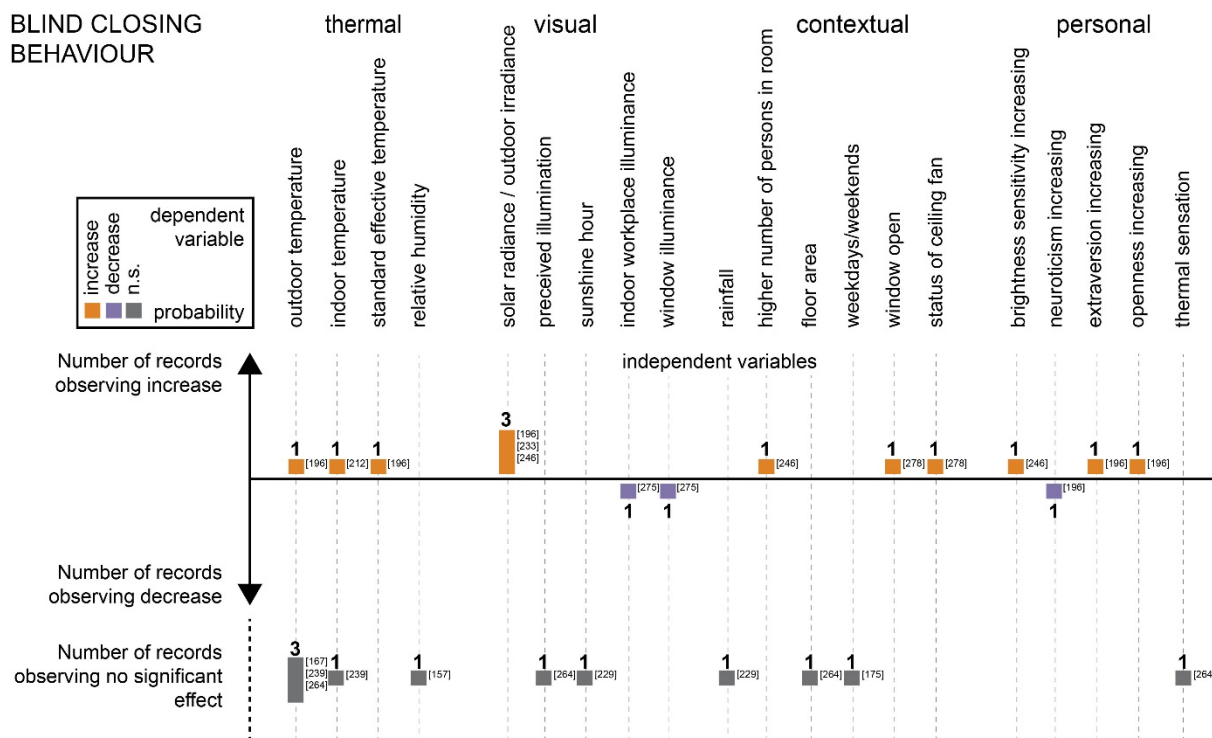 BLIND CLOSING
BEHAVIOUR
thermal
visual
contextual
personal
outdoor temperature
indoor temperature
standard effective temperature
relative humidity
solar radiance / outdoor irradiance
preceived illumination
sunshine hour
indoor workplace illuminance
window illuminance
rainfall
higher number of persons in room
floor area
weekdays/weekends
window open
status of ceiling fan
brightness sensitivity increasing
neuroticism increasing
extraversion increasing
openness increasing
thermal sensation
dependent
variable
increase
decrease
n.s.
probability
Number of records
observing increase
independent variables
1 [196]
1 [212]
1 [196]
3 [196]
[233]
[246]
1 [246]
1 [278]
1 [278]
1 [246]
1 [196]
1 [196]
[275] 1
[275] 1
[196] 1
Number of records
observing decrease
Number of records
observing no significant
effect
3 [167]
[239]
[264]
1 [239]
1 [157]
1 [264]
1 [229]
1 [229]
1 [264]
1 [175]
1 [264